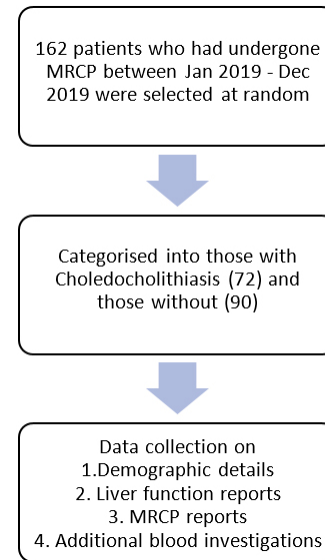 162 patients who had undergone
MRCP between Jan 2019 - Dec
2019 were selected at random
Categorised into those with
Choledocholithiasis (72) and
those without (90)
Data collection on
1.Demographic details
2. Liver function reports
3. MRCP reports
4. Additional blood investigations